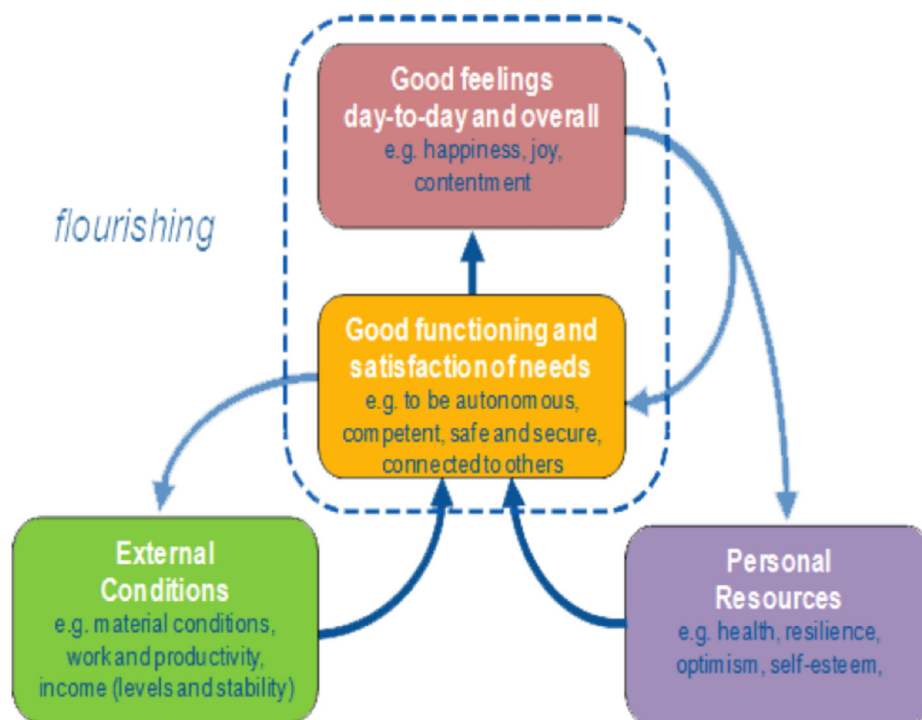 Good feelings
day-to-day and overall
e.g. happiness, joy,
contentment
flourishing
Good functioning and
satisfaction of needs
e.g. to be autonomous,
competent, safe and secure,
connected to others
External
Conditions
e.g. material conditions,
work and productivity,
income (levels and stability)
Personal
Resources
e.g. health, resilience,
optimism, self-esteem,